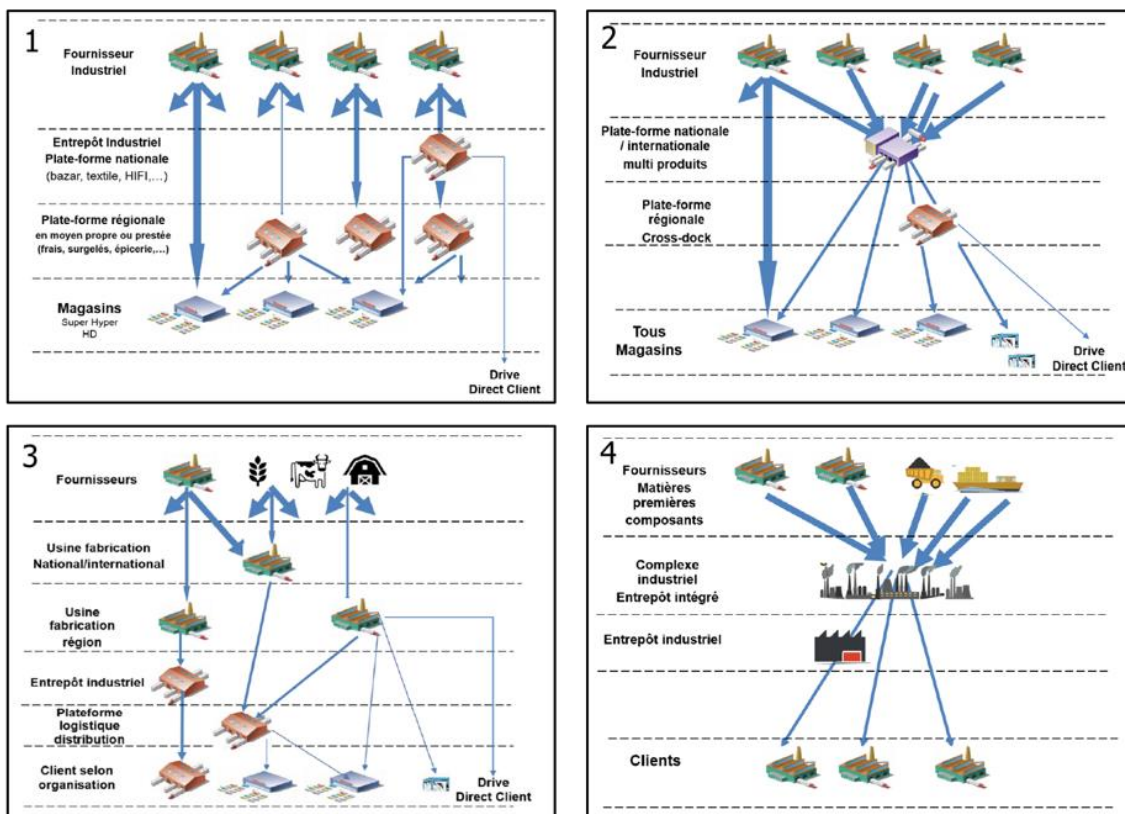 1
Fournisseur
Industriel
Entrepôt Industriel
Plate-forme nationale
(bazar, textile, HIFI,...)
Plate-forme régionale
en moyen propre ou prestée
(frais, surgelés, épicerie,...)
Magasins
Super Hyper
HD
Drive
Direct Client
2
Fournisseur
Industriel
Plate-forme nationale
/ internationale
multi produits
Plate-forme
régionale
Cross-dock
Tous
Magasins
Drive
Direct Client
3
Fournisseurs
Usine fabrication
National/international
Usine
fabrication
région
Entrepôt industriel
Plateforme
logistique
distribution
Client selon
organisation
Drive
Direct Client
4
Fournisseurs
Matières
premières
composants
Complexe
industriel
Entrepôt intégré
Entrepôt industriel
Clients